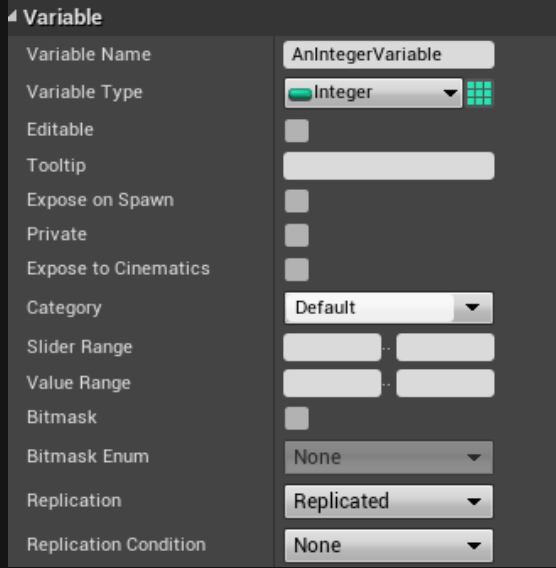 Variable
Variable Name AnIntegerVariable
Variable Type Integer
Editable
Tooltip
Expose on Spawn
Private
Expose to Cinematics
Category Default
Slider Range ..
Value Range ..
Bitmask
Bitmask Enum None
Replication Replicated
Replication Condition None